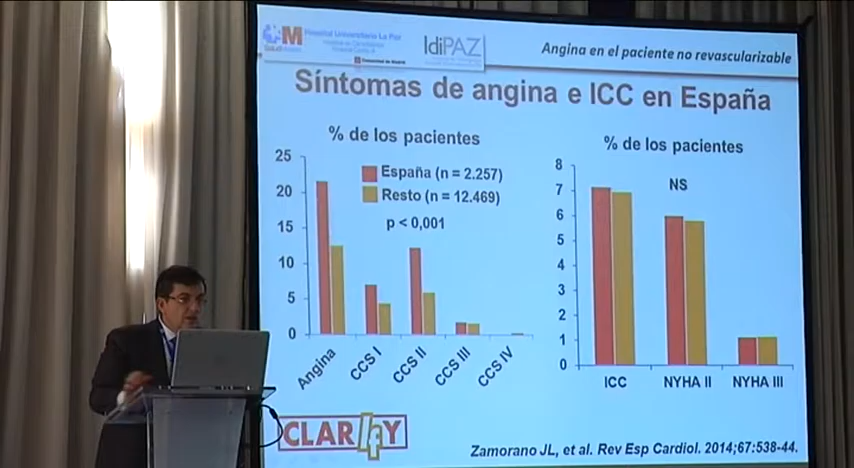 M
Hospital Universitario La Paz
IdiPAZ
Angina en el paciente no revascularizable
Síntomas de angina e ICC en España
% de los pacientes
25
20
15
10
5
0
España (n = 2.257)
Resto (n = 12.469)
p < 0,001
Angina
CCS I
CCS II
CCS III
CCS IV
% de los pacientes
8
7
6
5
4
3
2
1
0
NS
ICC
NYHA II
NYHA III
CLARIFY
Zamorano JL, et al. Rev Esp Cardiol. 2014;67:538-44.